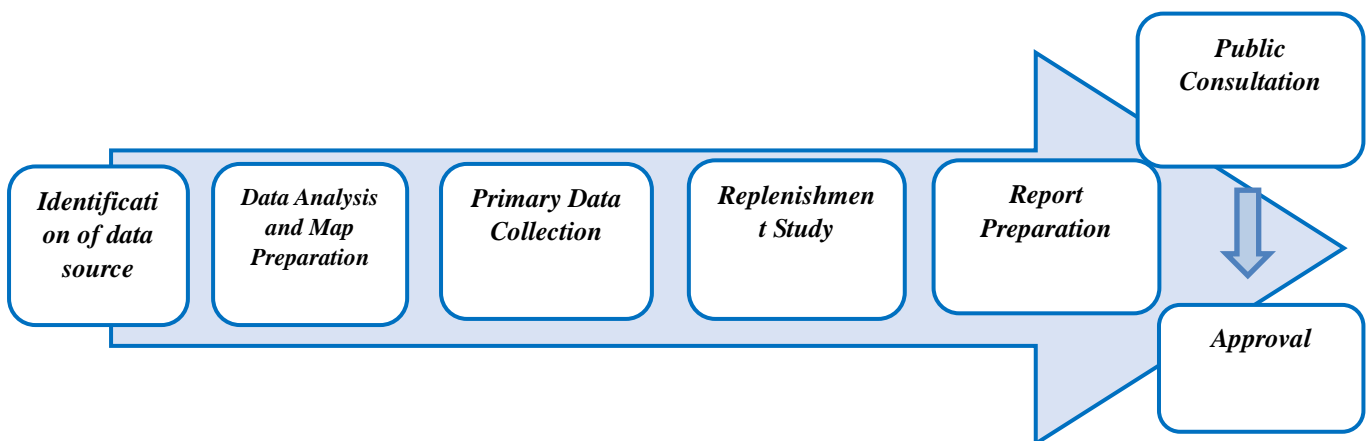 Identificati
on of data
source
Data Analysis
and Map
Preparation
Primary Data
Collection
Replenishmen
t Study
Report
Preparation
Public
Consultation
Approval